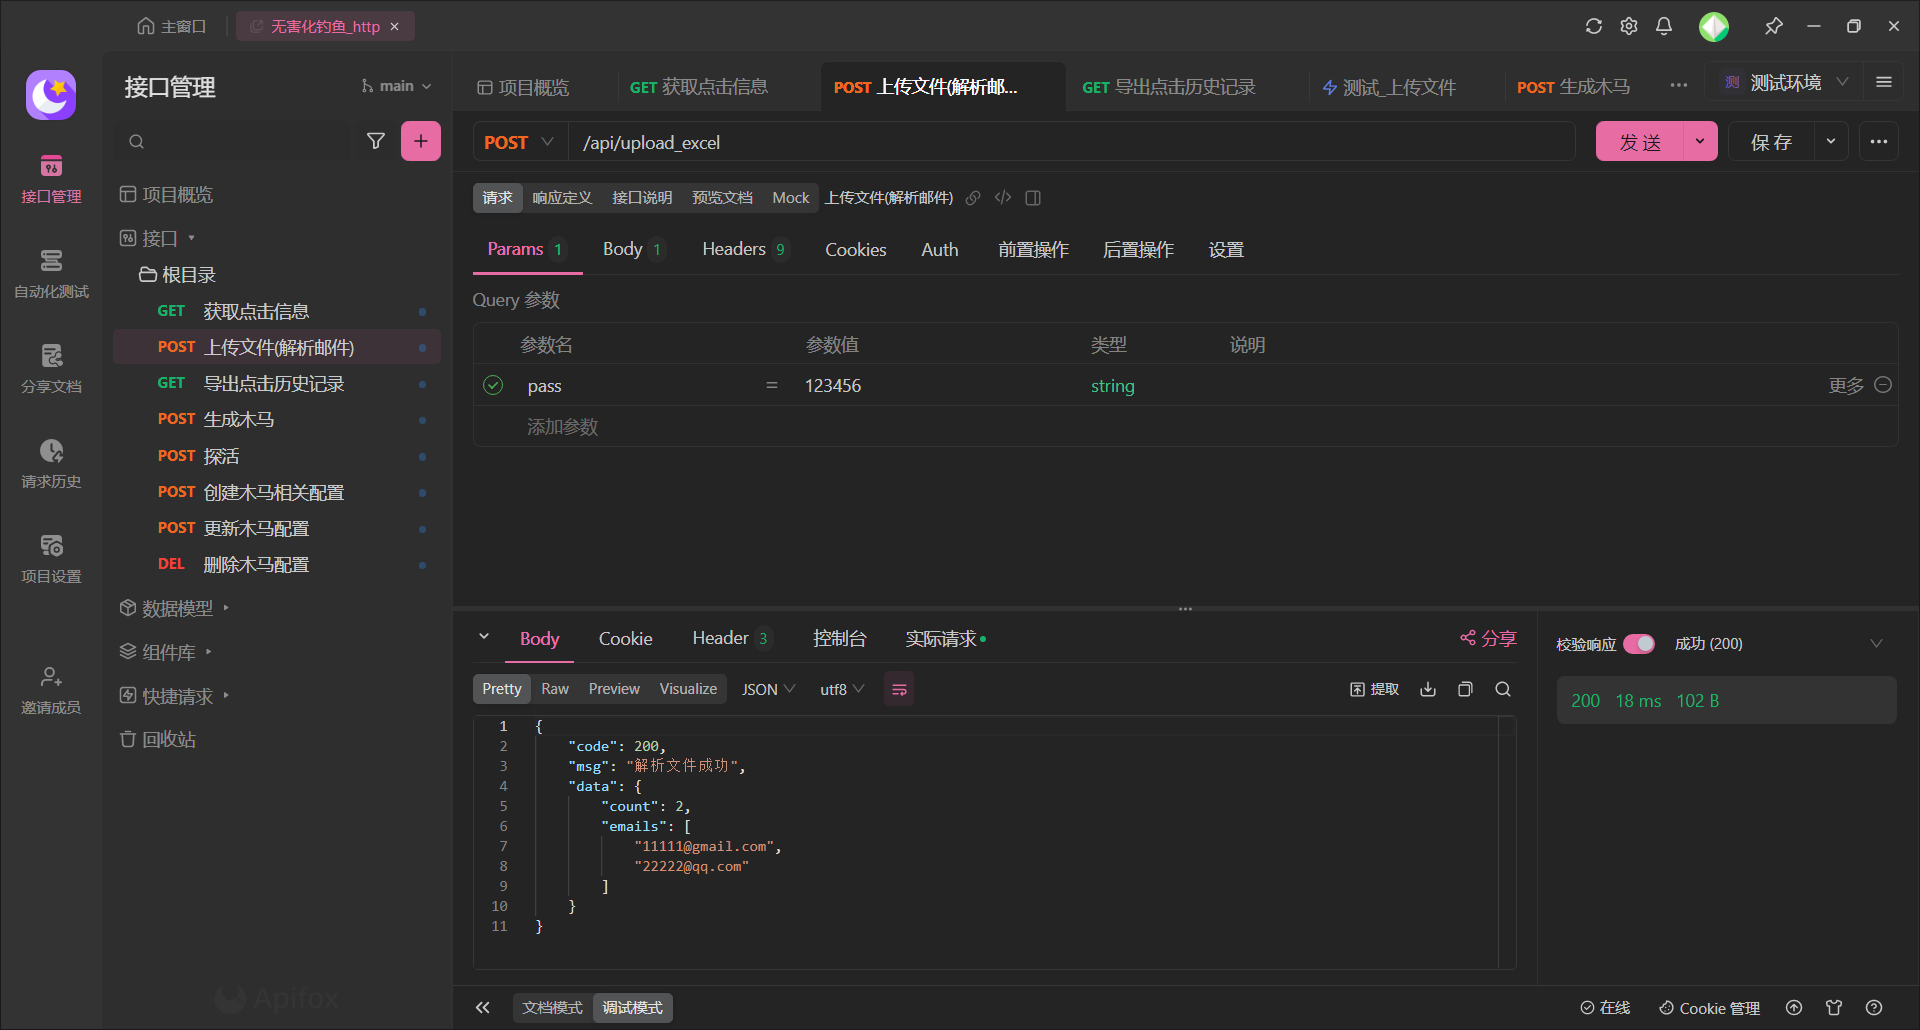 主窗口
无害化钓鱼_http
接口管理
main
项目概览
GET 获取点击信息
POST 上传文件(解析邮...
GET 导出点击历史记录
测试_上传文件
POST 生成木马
测 测试环境
接口管理
自动化测试
分享文档
请求历史
项目设置
邀请成员
项目概览
接口
根目录
GET 获取点击信息
POST 上传文件(解析邮件)
GET 导出点击历史记录
POST 生成木马
POST 探活
POST 创建木马相关配置
POST 更新木马配置
DEL 删除木马配置
数据模型
组件库
快捷请求
回收站
Apifox
POST /api/upload_excel
发 送
保 存
请求 响应定义 接口说明 预览文档 Mock 上传文件(解析邮件)
Params 1 Body 1 Headers 9 Cookies Auth 前置操作 后置操作 设置
Query 参数
参数名 参数值 类型 说明
pass = 123456 string 更多
添加参数
Body Cookie Header 3 控制台 实际请求 分享
Pretty Raw Preview Visualize JSON utf8 提取
1 {
2 "code": 200,
3 "msg": "解析文件成功",
4 "data": {
5 "count": 2,
6 "emails": [
7 "11111@gmail.com",
8 "22222@qq.com"
9 ]
10 }
11 }
校验响应 成功 (200)
200 18 ms 102 B
文档模式 调试模式
在线 Cookie 管理